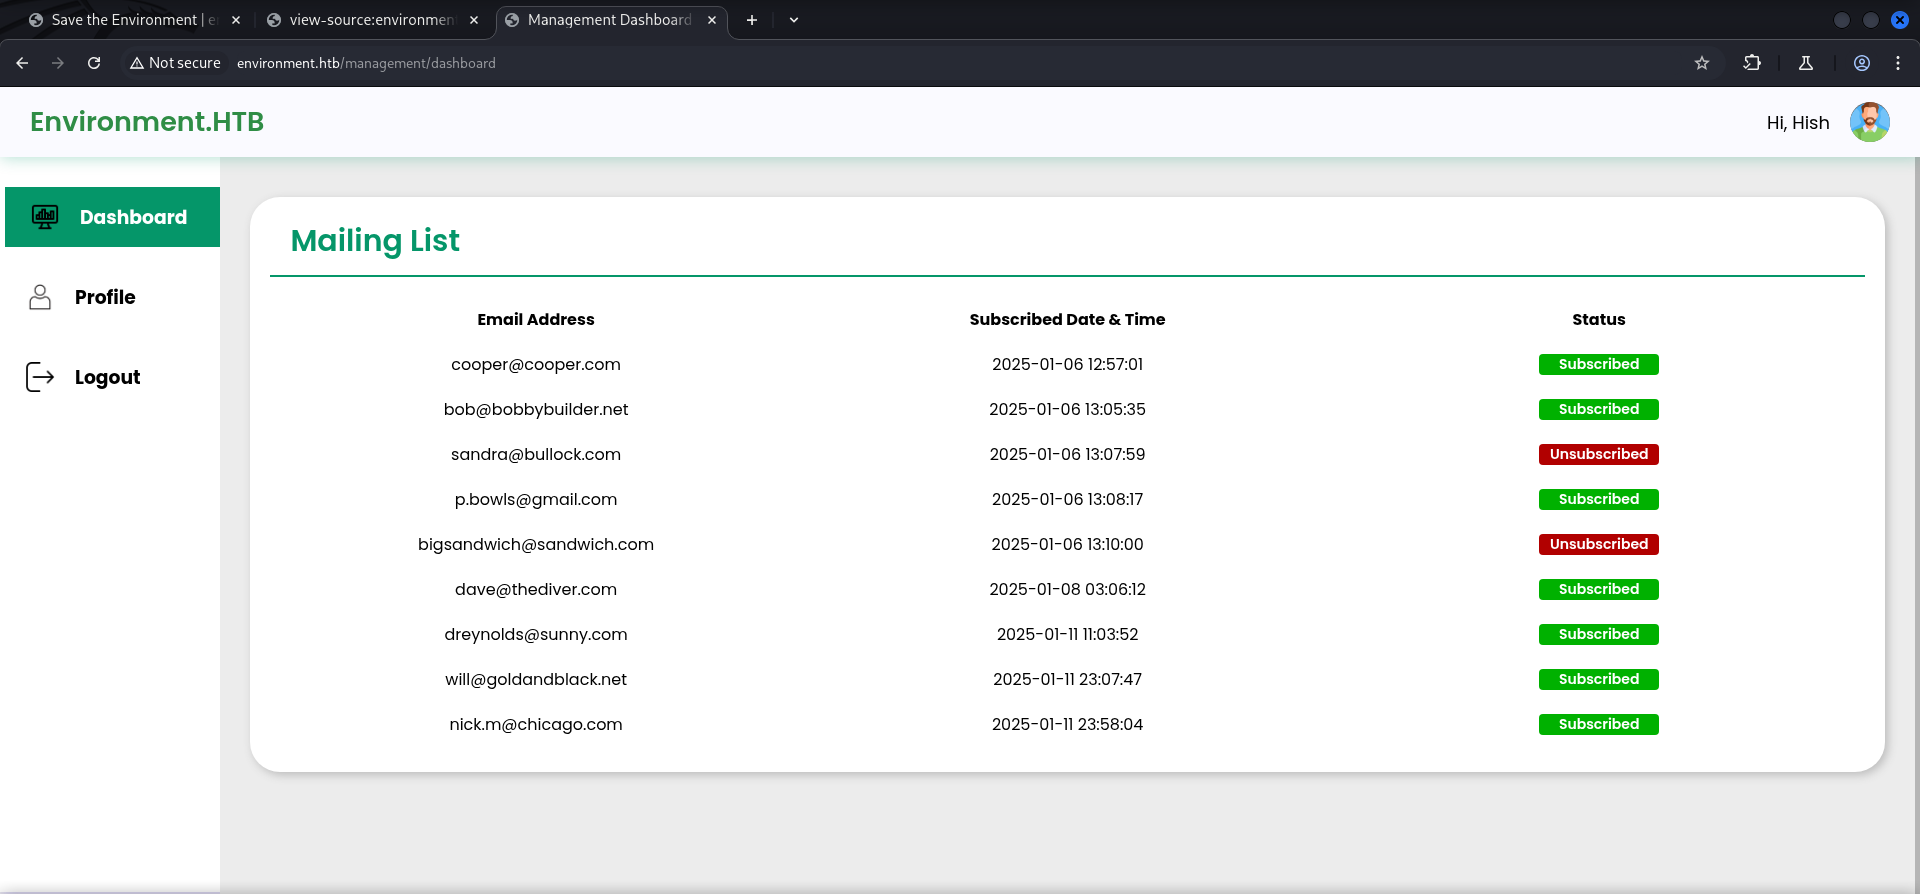 Save the Environment | e
view-source:environmen
Management Dashboard
Not secure environment.htb/management/dashboard
Environment.HTB
Hi, Hish
Dashboard
Profile
Logout
Mailing List
Email Address Subscribed Date & Time Status
cooper@cooper.com 2025-01-06 12:57:01 Subscribed
bob@bobbybuilder.net 2025-01-06 13:05:35 Subscribed
sandra@bullock.com 2025-01-06 13:07:59 Unsubscribed
p.bowls@gmail.com 2025-01-06 13:08:17 Subscribed
bigsandwich@sandwich.com 2025-01-06 13:10:00 Unsubscribed
dave@thediver.com 2025-01-08 03:06:12 Subscribed
dreynolds@sunny.com 2025-01-11 11:03:52 Subscribed
will@goldandblack.net 2025-01-11 23:07:47 Subscribed
nick.m@chicago.com 2025-01-11 23:58:04 Subscribed